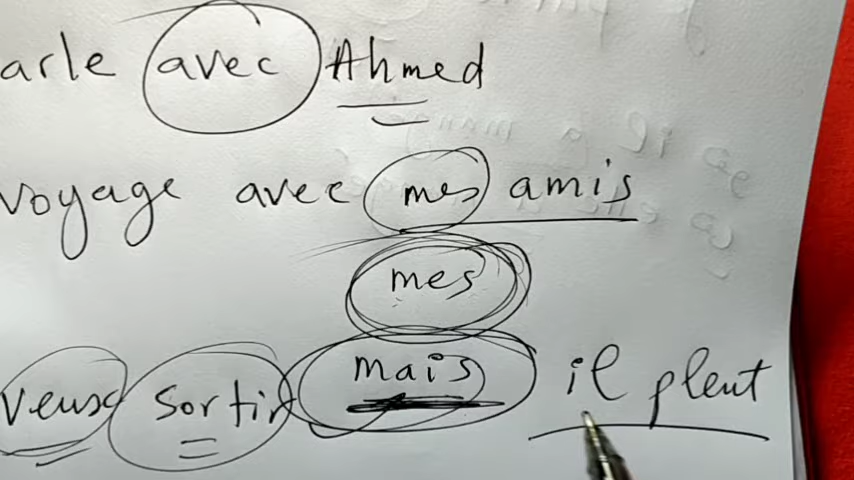 arle avec Ahmed
voyage avec mes amis
mes
veux sortir mais il pleut